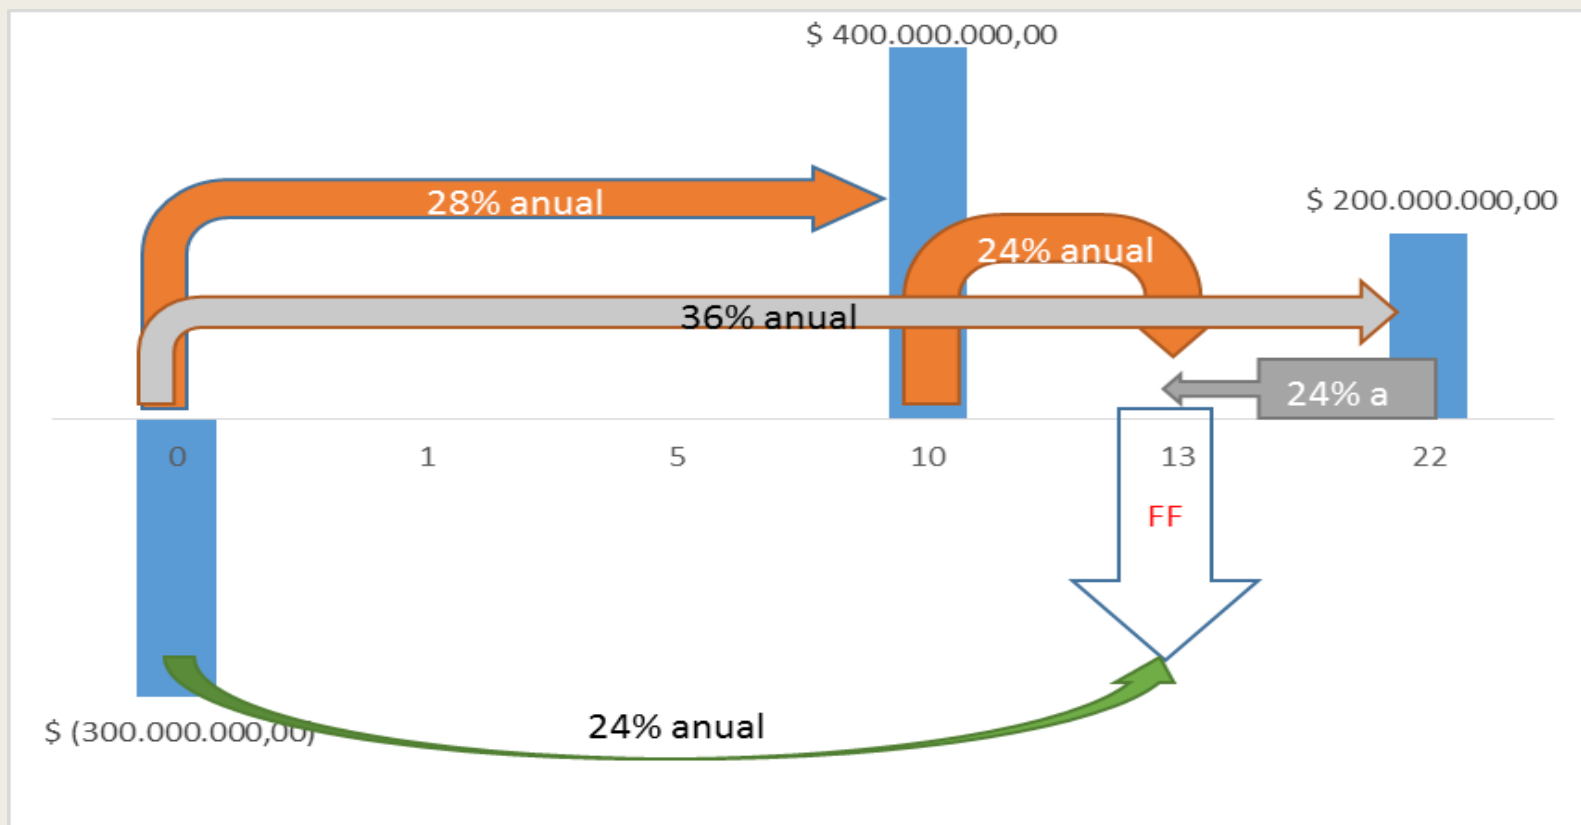 $ 400.000.000,00
28% anual
$ 200.000.000,00
24% anual
36% anual
24% a
0 1 5 10 13 22
FF
$ (300.000.000,00)
24% anual